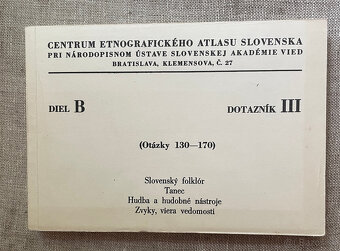 CENTRUM ETNOGRAFICKÉHO ATLASU SLOVENSKA
PRI NÁRODOPISNOM ÚSTAVE SLOVENSKEJ AKADÉMIE VIED
BRATISLAVA, KLEMENSOVA, Č. 27
DIEL B
DOTAZNÍK III
(Otázky 130—170)
Slovenský folklór
Tanec
Hudba a hudobné nástroje
Zvyky, viera vedomosti